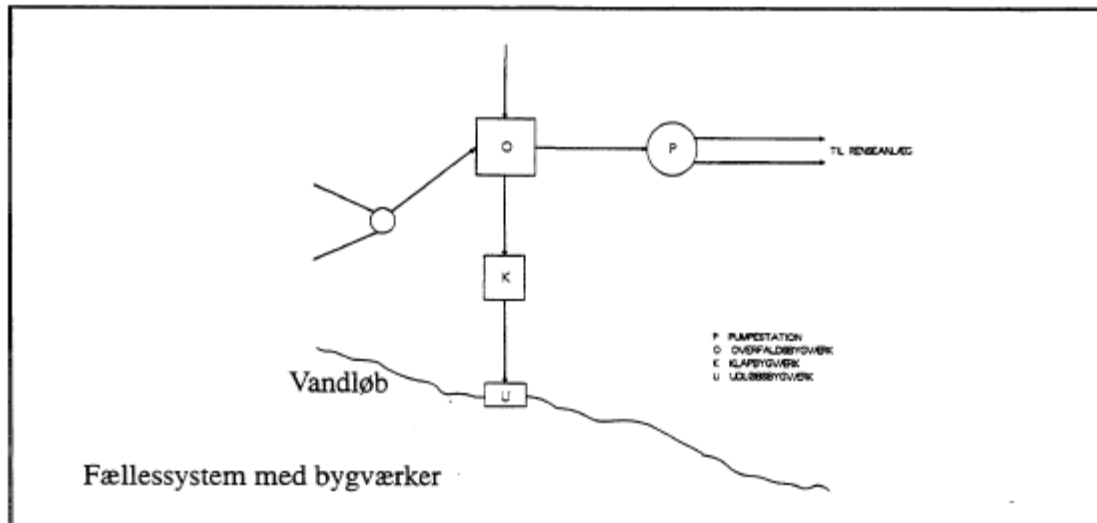 O
P
TIL RENSEANLÆG
K
P PUMPESTATION
O OVERFALDSBYGVÆRK
K KLAPBYGVÆRK
U UDLØBSBYGVÆRK
Vandløb
U
Fællessystem med bygværker